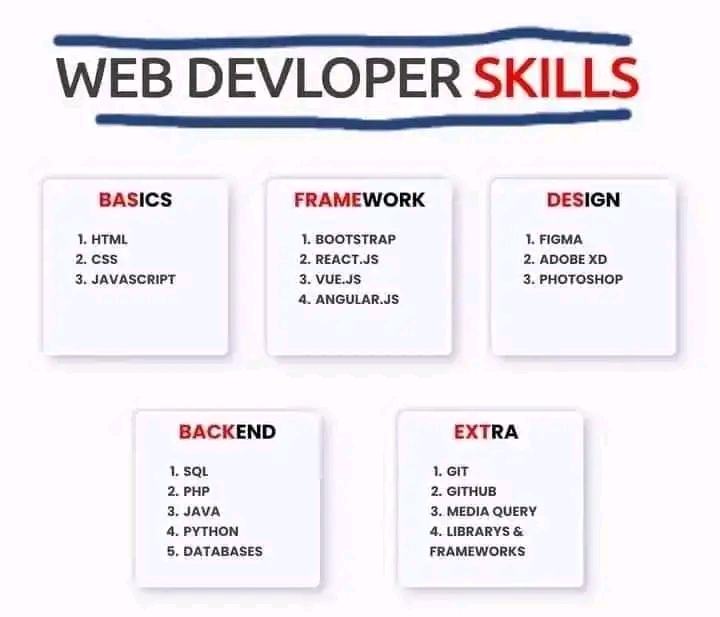 WEB DEVLOPER SKILLS
BASICS
1. HTML
2. CSS
3. JAVASCRIPT
FRAMEWORK
1. BOOTSTRAP
2. REACT.JS
3. VUE.JS
4. ANGULAR.JS
DESIGN
1. FIGMA
2. ADOBE XD
3. PHOTOSHOP
BACKEND
1. SQL
2. PHP
3. JAVA
4. PYTHON
5. DATABASES
EXTRA
1. GIT
2. GITHUB
3. MEDIA QUERY
4. LIBRARYS &
FRAMEWORKS